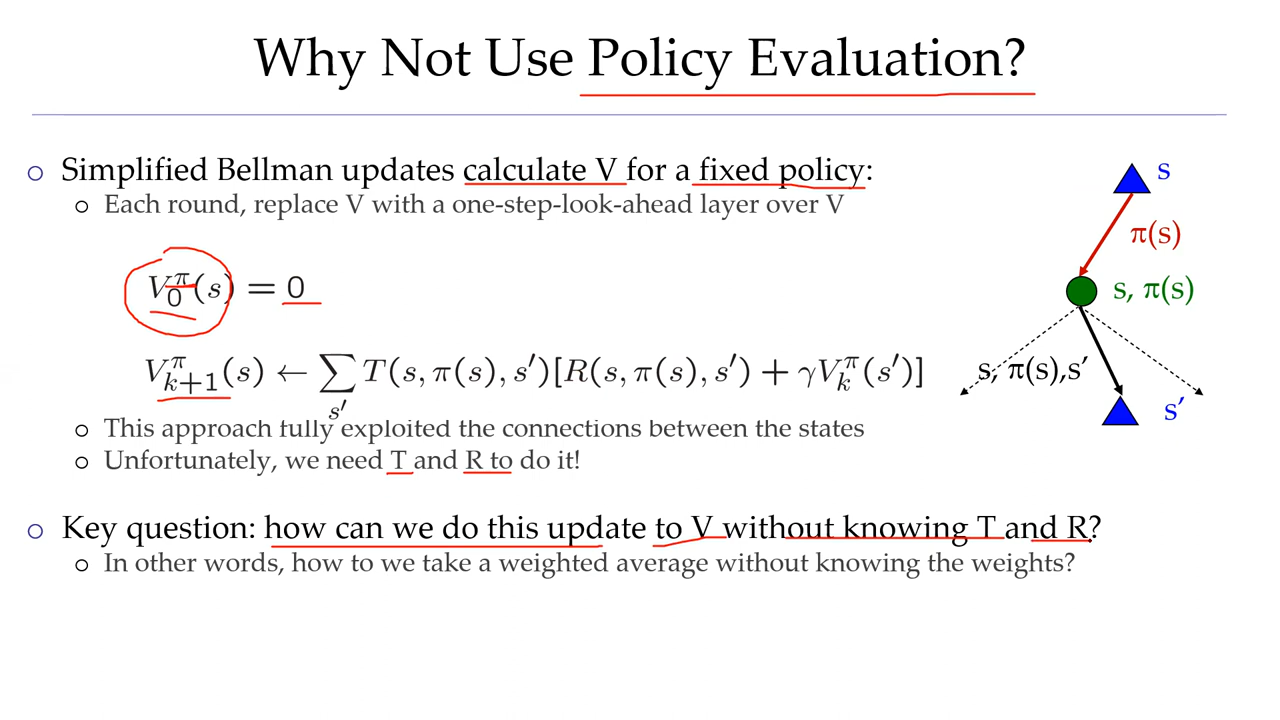 Why Not Use Policy Evaluation?
o Simplified Bellman updates calculate V for a fixed policy:
o Each round, replace V with a one-step-look-ahead layer over V
V₀^π(s) = 0
V_{k+1}^π(s) ← ∑_{s′} T(s, π(s), s′)[R(s, π(s), s′) + γV_k^π(s′)]
o This approach fully exploited the connections between the states
o Unfortunately, we need T and R to do it!
o Key question: how can we do this update to V without knowing T and R?
o In other words, how to we take a weighted average without knowing the weights?
s
π(s)
s, π(s)
s, π(s),s′
s′